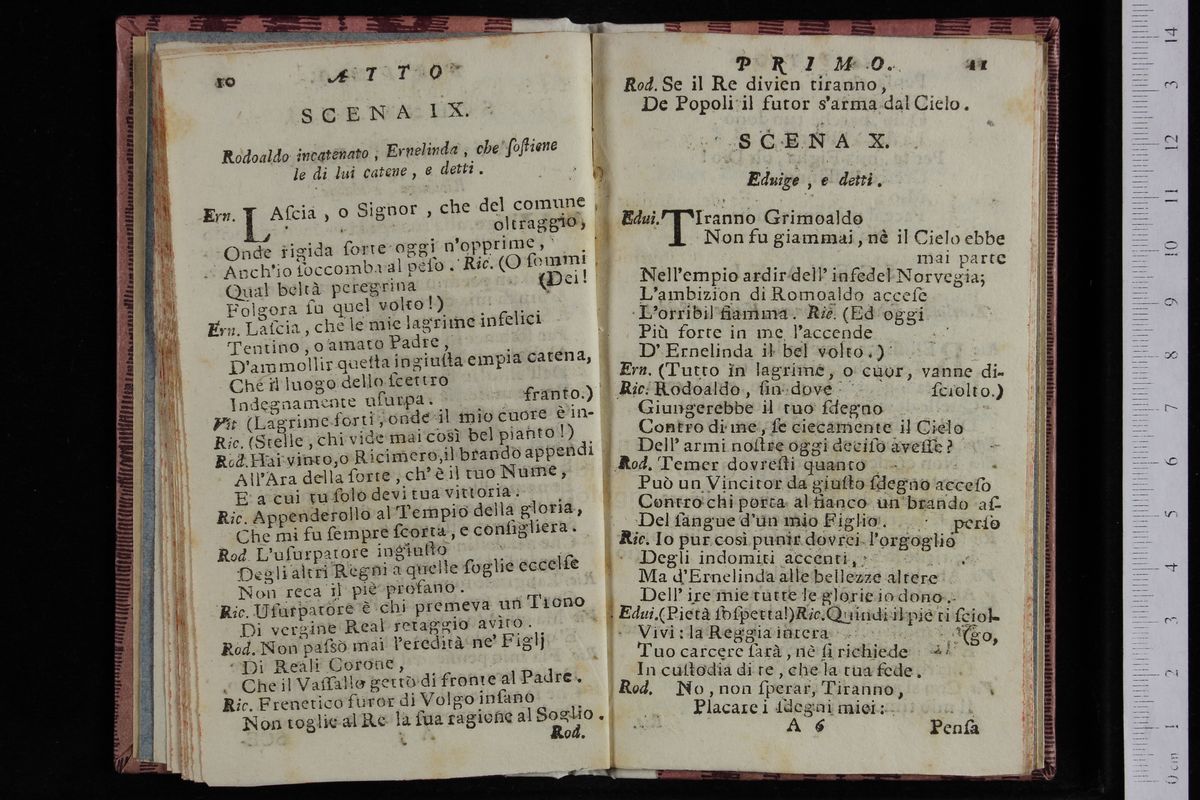 10 ATTO
SCENA IX.
Rodoaldo incatenato, Ernelinda, che ſoſtiene
le di lui catene, e detti.
Ern. LAſcia, o Signor, che del comune
oltraggio,
Onde rigida ſorte oggi n'opprime,
Anch'io ſoccomba al peſo. Ric. (O ſommi
Qual beltà peregrina (Dei!
Folgora ſu quel volto!)
Ern. Laſcia, che le mie lagrime infelici
Tentino, o amato Padre,
D'ammollir queſta ingiuſta empia catena,
Ché il luogo dello ſcettro
Indegnamente uſurpa. franto.)
Vit (Lagrime forti, onde il mio cuore è in-
Ric. (Stelle, chi vide mai così bel pianto!)
Rod. Hai vinto, o Ricimero, il brando appendi
All'Ara della ſorte, ch'è il tuo Nume,
E a cui tu ſolo devi tua vittoria.
Ric. Appenderollo al Tempio della gloria,
Che mi fu ſempre ſcorta, e conſigliera.
Rod L'uſurpatore ingiuſto
Degli altri Regni a quelle ſoglie eccelſe
Non reca il piè profano.
Ric. Uſurpatore è chi premeva un Trono
Di vergine Real retaggio avito.
Rod. Non paſsò mai l'eredità ne' Figlj
Di Reali Corone,
Che il Vaſſallo gettò di fronte al Padre.
Ric. Frenetico furor di Volgo inſano
Non toglie al Re la ſua ragione al Soglio.
Rod.
PRIMO. 11
Rod. Se il Re divien tiranno,
De Popoli il furor s'arma dal Cielo.
SCENA X.
Eduige, e detti.
Edui. TIranno Grimoaldo
Non fu giammai, nè il Cielo ebbe
mai parte
Nell'empio ardir dell' infedel Norvegia;
L'ambizion di Romoaldo acceſe
L'orribil fiamma. Ric. (Ed oggi
Più forte in me l'accende
D' Ernelinda il bel volto.)
Ern. (Tutto in lagrime, o cuor, vanne di-
Ric. Rodoaldo, ſin dove ſciolto.)
Giungerebbe il tuo ſdegno
Contro di me, ſe ciecamente il Cielo
Dell' armi noſtre oggi deciſo aveſſe?
Rod. Temer dovreſti quanto
Può un Vincitor da giuſto ſdegno acceſo
Contro chi porta al fianco un brando aſ-
Del ſangue d'un mio Figlio. perſo
Ric. Io pur così punir dovrei l'orgoglio
Degli indomiti accenti,
Ma d'Ernelinda alle bellezze altere
Dell' ire mie tutte le glorie io dono.
Edui. (Pietà ſoſpetta!) Ric. Quindi il piè ti ſciol-
Vivi: la Reggia intera (go,
Tuo carcere ſarà, nè ſi richiede
In cuſtodia di te, che la tua fede.
Rod. No, non ſperar, Tiranno,
Placare i ſdegni miei:
A 6 Penſa
0 cm 1 2 3 4 5 6 7 8 9 10 11 12 13 14